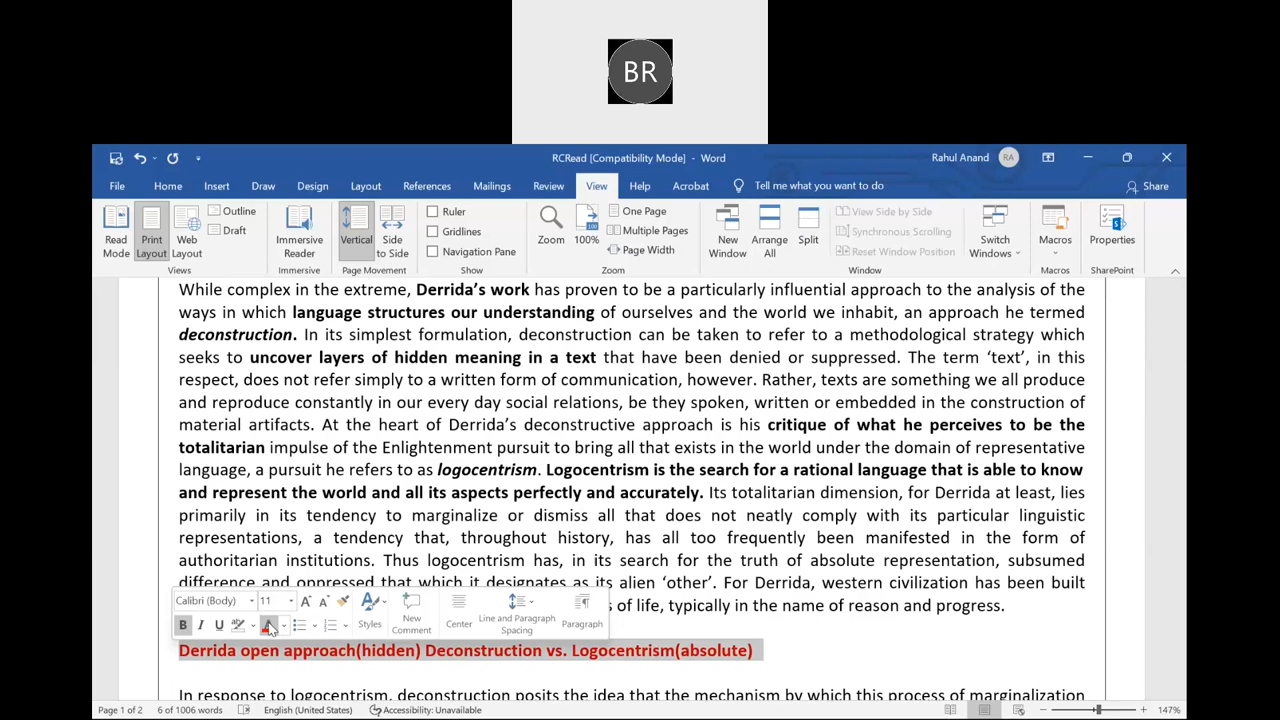 BR
RCRead [Compatibility Mode] - Word
Rahul Anand RA
File Home Insert Draw Design Layout References Mailings Review View Help Acrobat Tell me what you want to do Share
Read Mode
Print Layout
Web Layout
Outline
Draft
Views
Immersive Reader
Immersive
Vertical
Side to Side
Page Movement
Ruler
Gridlines
Navigation Pane
Show
Zoom
100%
One Page
Multiple Pages
Page Width
Zoom
New Window
Arrange All
Split
View Side by Side
Synchronous Scrolling
Reset Window Position
Window
Switch Windows
Macros
Macros
Properties
SharePoint
While complex in the extreme, Derrida's work has proven to be a particularly influential approach to the analysis of the
ways in which language structures our understanding of ourselves and the world we inhabit, an approach he termed
deconstruction. In its simplest formulation, deconstruction can be taken to refer to a methodological strategy which
seeks to uncover layers of hidden meaning in a text that have been denied or suppressed. The term ‘text’, in this
respect, does not refer simply to a written form of communication, however. Rather, texts are something we all produce
and reproduce constantly in our every day social relations, be they spoken, written or embedded in the construction of
material artifacts. At the heart of Derrida's deconstructive approach is his critique of what he perceives to be the
totalitarian impulse of the Enlightenment pursuit to bring all that exists in the world under the domain of representative
language, a pursuit he refers to as logocentrism. Logocentrism is the search for a rational language that is able to know
and represent the world and all its aspects perfectly and accurately. Its totalitarian dimension, for Derrida at least, lies
primarily in its tendency to marginalize or dismiss all that does not neatly comply with its particular linguistic
representations, a tendency that, throughout history, has all too frequently been manifested in the form of
authoritarian institutions. Thus logocentrism has, in its search for the truth of absolute representation, subsumed
difference and oppressed that which it designates as its alien ‘other’. For Derrida, western civilization has been built
s of life, typically in the name of reason and progress.
Calibri (Body) 11
B I U
Styles
New Comment
Center
Line and Paragraph Spacing
Paragraph
Derrida open approach(hidden) Deconstruction vs. Logocentrism(absolute)
In response to logocentrism, deconstruction posits the idea that the mechanism by which this process of marginalization
Page 1 of 2 6 of 1006 words English (United States) Accessibility: Unavailable 147%